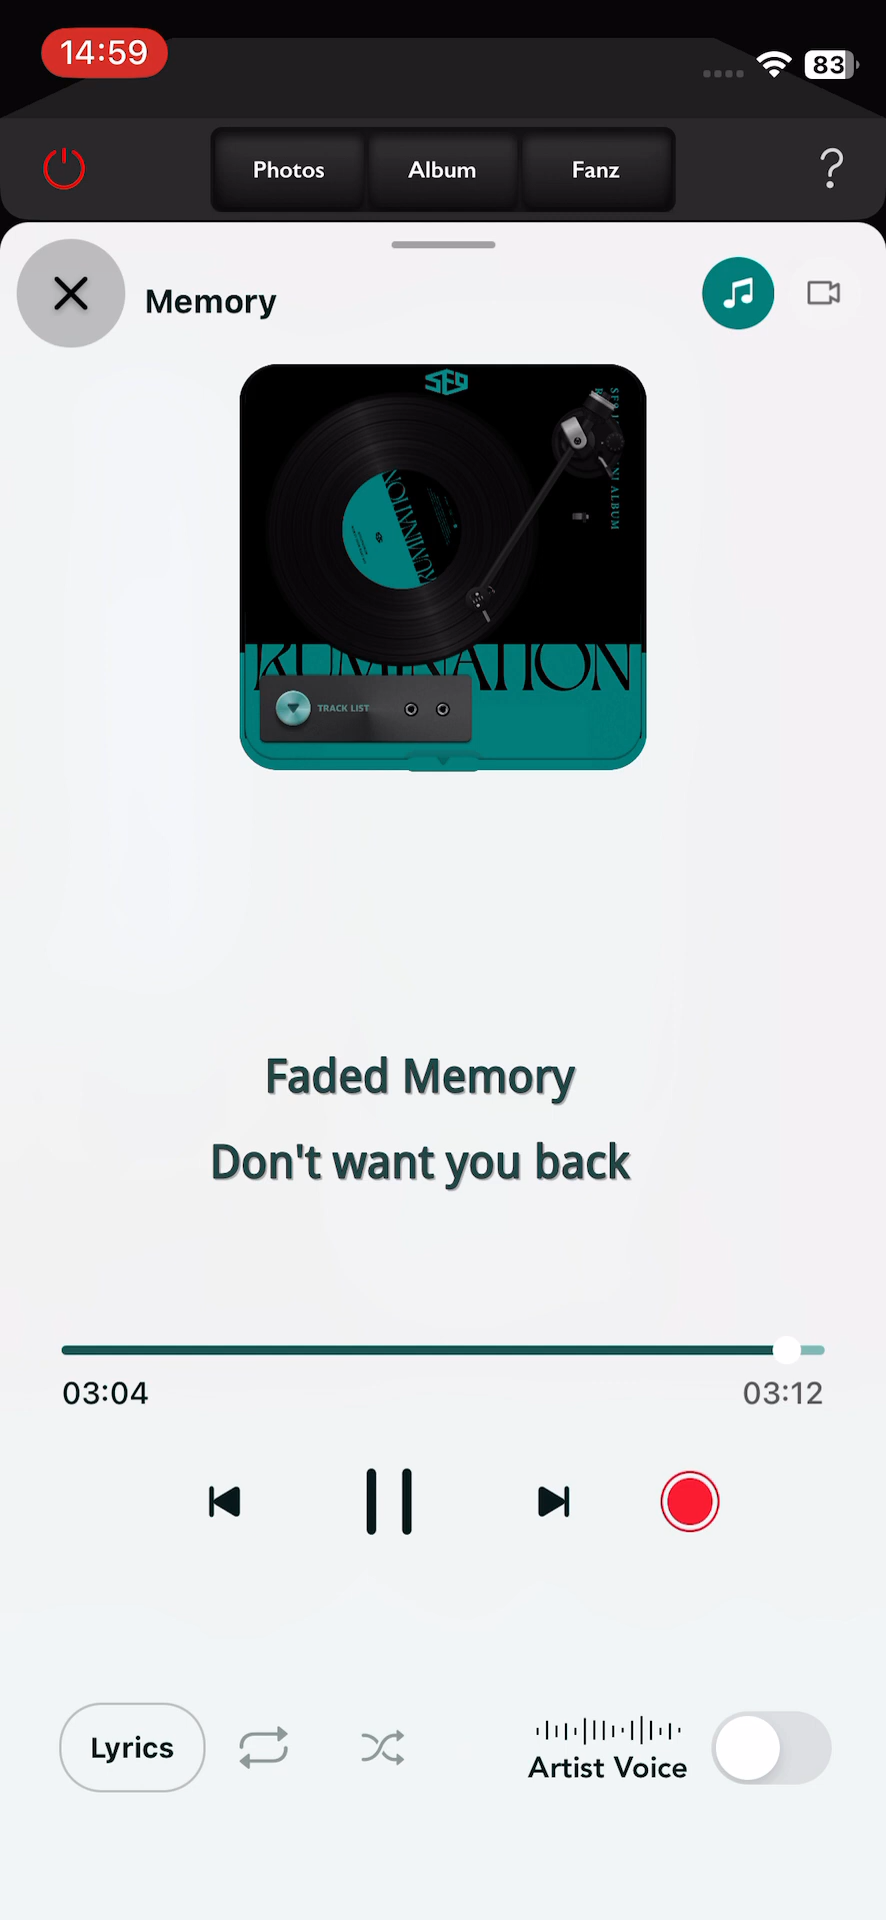 14:59
83
Photos Album Fanz
?
Memory
SF9
RUMINATION
RUMINATION
TRACK LIST
Faded Memory
Don't want you back
03:04 03:12
Lyrics
Artist Voice